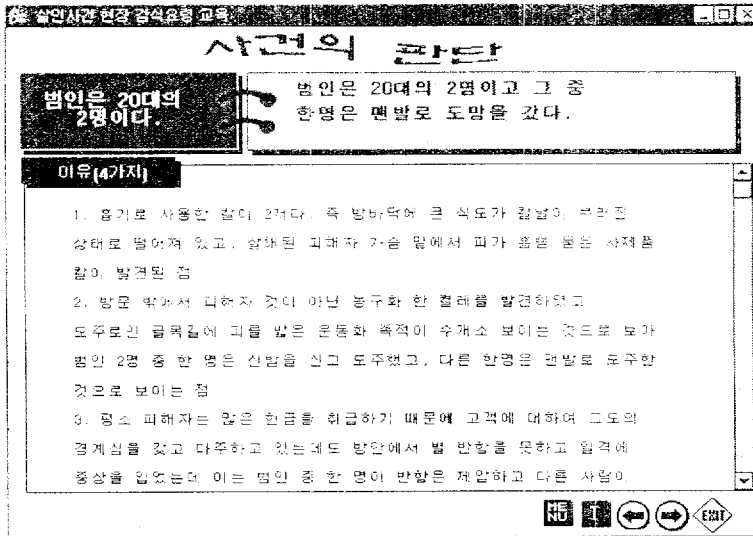 살인사건 현장 감식요령 교육
사건의 판단
범인은 20대의
2명이다.
범인은 20대의 2명이고 그 중
한명은 맨발로 도망을 갔다.
이유(4가지)
1. 흉기로 사용한 칼이 2개다. 즉 방바닥에 큰 식도가 칼날이 부러진
상태로 떨어져 있고, 살해된 피해자 가슴 밑에서 피가 흠뻑 묻은 사제품
칼이 발견된 점
2. 방문 밖에서 피해자 것이 아닌 농구화 한 켤레를 발견하였고
도주로인 골목길에 피를 밟은 운동화 족적이 수개소 보이는 것으로 보아
범인 2명 중 한 명은 신발을 신고 도주했고, 다른 한명은 맨발로 도주한
것으로 보이는 점
3. 평소 피해자는 많은 현금을 취급하기 때문에 고객에 대하여 고도의
경계심을 갖고 마주하고 있는데도 방안에서 별 반항을 못하고 일격에
중상을 입었는데 이는 범인 중 한 명이 반항은 제압하고 다른 사람이
ME
NU
EXIT